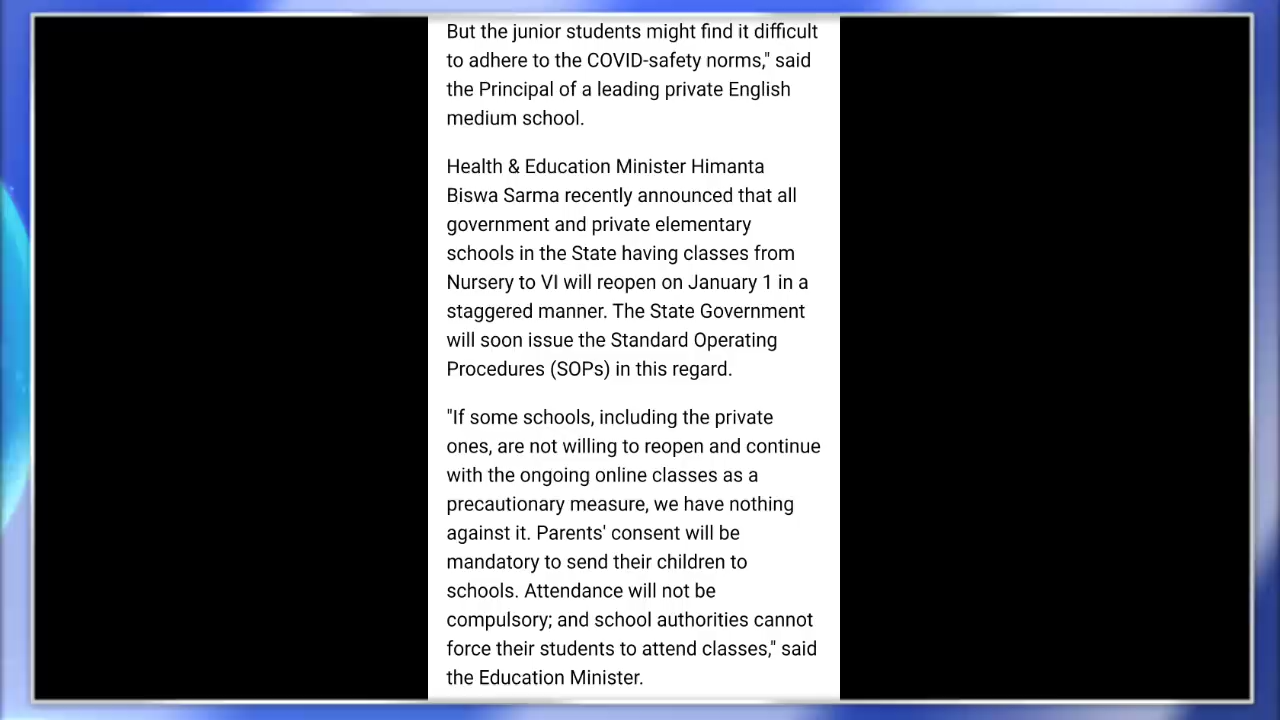 But the junior students might find it difficult
to adhere to the COVID-safety norms," said
the Principal of a leading private English
medium school.
Health & Education Minister Himanta
Biswa Sarma recently announced that all
government and private elementary
schools in the State having classes from
Nursery to VI will reopen on January 1 in a
staggered manner. The State Government
will soon issue the Standard Operating
Procedures (SOPs) in this regard.
"If some schools, including the private
ones, are not willing to reopen and continue
with the ongoing online classes as a
precautionary measure, we have nothing
against it. Parents' consent will be
mandatory to send their children to
schools. Attendance will not be
compulsory; and school authorities cannot
force their students to attend classes," said
the Education Minister.